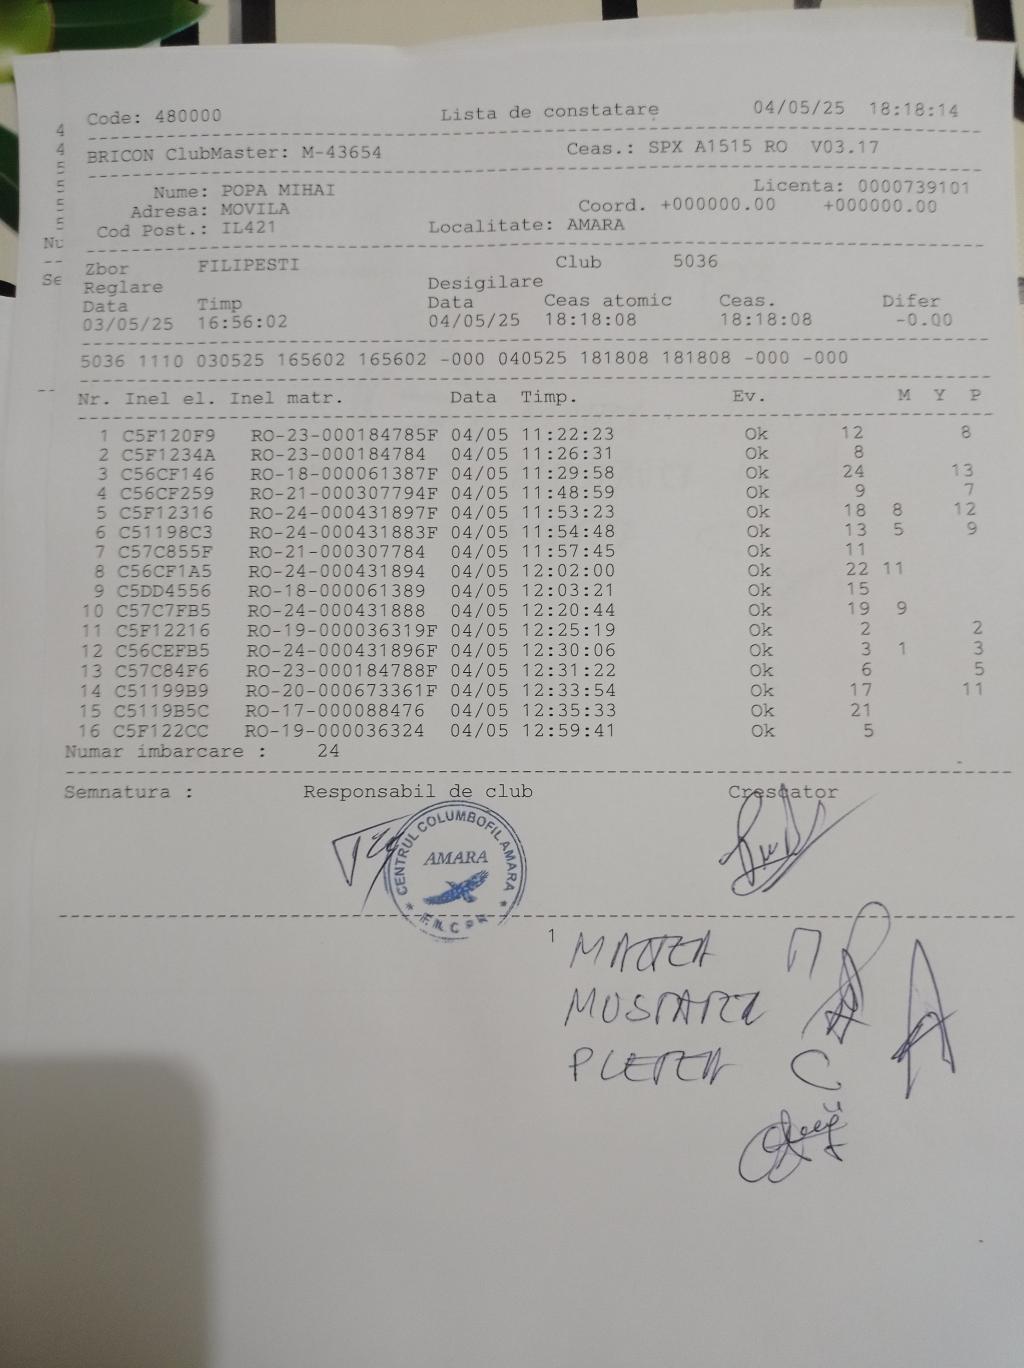 Code: 480000 Lista de constatare 04/05/25 18:18:14
BRICON ClubMaster: M-43654 Ceas.: SPX A1515 RO V03.17
Nume: POPA MIHAI Licenta: 0000739101
Adresa: MOVILA Coord. +000000.00 +000000.00
Cod Post.: IL421 Localitate: AMARA
Zbor FILIPESTI Club 5036
Reglare Desigilare
Data Timp Data Ceas atomic Ceas. Difer
03/05/25 16:56:02 04/05/25 18:18:08 18:18:08 -0.00
5036 1110 030525 165602 165602 -000 040525 181808 181808 -000 -000
Nr. Inel el. Inel matr. Data Timp. Ev. M Y P
1 C5F120F9 RO-23-000184785F 04/05 11:22:23 Ok 12 8
2 C5F1234A RO-23-000184784 04/05 11:26:31 Ok 8
3 C56CF146 RO-18-000061387F 04/05 11:29:58 Ok 24 13
4 C56CF259 RO-21-000307794F 04/05 11:48:59 Ok 9 7
5 C5F12316 RO-24-000431897F 04/05 11:53:23 Ok 18 8 12
6 C51198C3 RO-24-000431883F 04/05 11:54:48 Ok 13 5 9
7 C57C855F RO-21-000307784 04/05 11:57:45 Ok 11
8 C56CF1A5 RO-24-000431894 04/05 12:02:00 Ok 22 11
9 C5DD4556 RO-18-000061389 04/05 12:03:21 Ok 15
10 C57C7FB5 RO-24-000431888 04/05 12:20:44 Ok 19 9
11 C5F12216 RO-19-000036319F 04/05 12:25:19 Ok 2 2
12 C56CEFB5 RO-24-000431896F 04/05 12:30:06 Ok 3 1 3
13 C57C84F6 RO-23-000184788F 04/05 12:31:22 Ok 6 5
14 C51199B9 RO-20-000673361F 04/05 12:33:54 Ok 17 11
15 C5119B5C RO-17-000088476 04/05 12:35:33 Ok 21
16 C5F122CC RO-19-000036324 04/05 12:59:41 Ok 5
Numar imbarcare : 24
Semnatura : Responsabil de club Crescator
CENTRUL COLUMBOFIL AMARA
AMARA
F.N.C.P.R
1